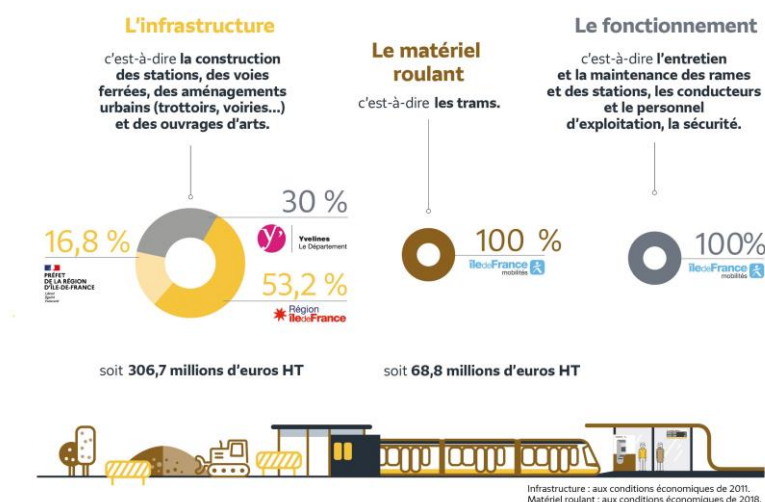 L'infrastructure
c'est-à-dire la construction
des stations, des voies
ferrées, des aménagements
urbains (trottoirs, voiries...)
et des ouvrages d'arts.
Le matériel
roulant
c'est-à-dire les trams.
Le fonctionnement
c'est-à-dire l'entretien
et la maintenance des rames
et des stations, les conducteurs
et le personnel
d'exploitation, la sécurité.
30 %
Yvelines
Le Département
16,8 %
PRÉFET
DE LA RÉGION
D'ÎLE-DE-FRANCE
Liberté
Égalité
Fraternité
53,2 %
Région
îledeFrance
100 %
îledeFrance
mobilités
100%
îledeFrance
mobilités
soit 306,7 millions d'euros HT
soit 68,8 millions d'euros HT
Infrastructure : aux conditions économiques de 2011.
Matériel roulant : aux conditions économiques de 2018.